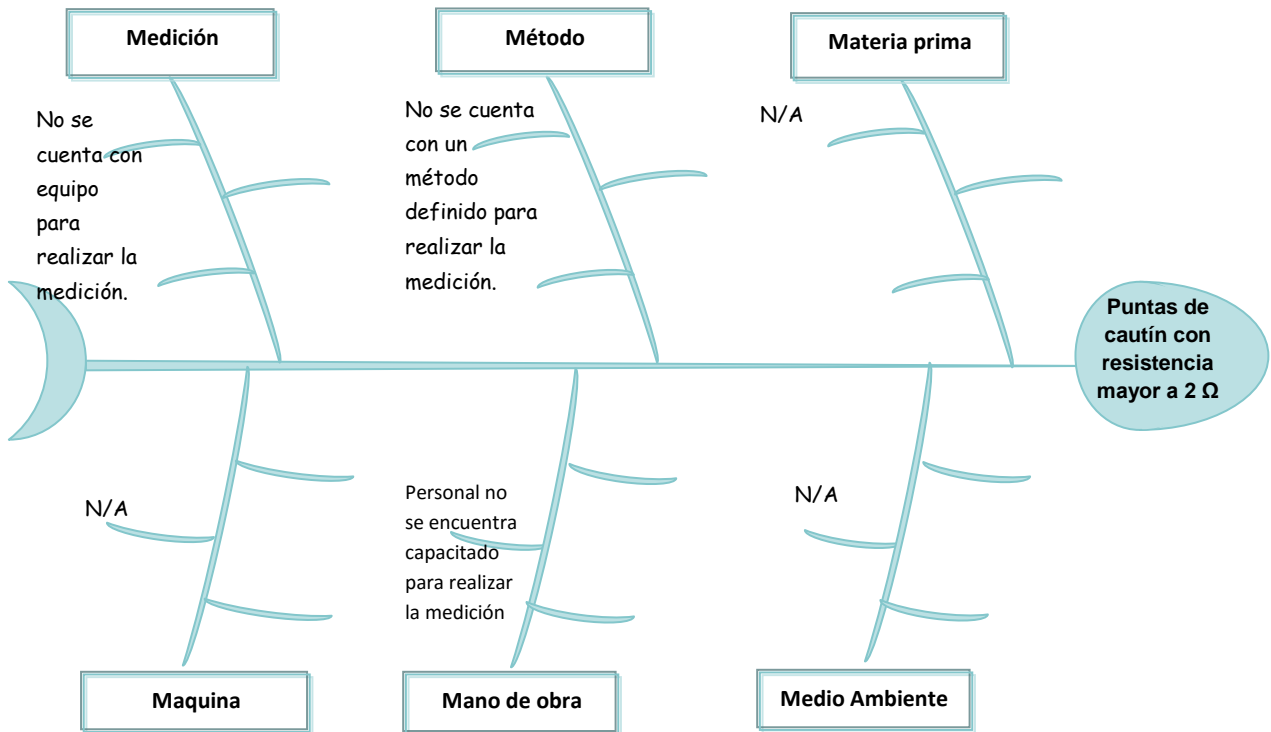 Medición
Método
Materia prima
No se
cuenta con
equipo
para
realizar la
medición.
No se cuenta
con un
método
definido para
realizar la
medición.
N/A
Puntas de
cautín con
resistencia
mayor a 2 Ω
N/A
Personal no
se encuentra
capacitado
para realizar
la medición
N/A
Maquina
Mano de obra
Medio Ambiente